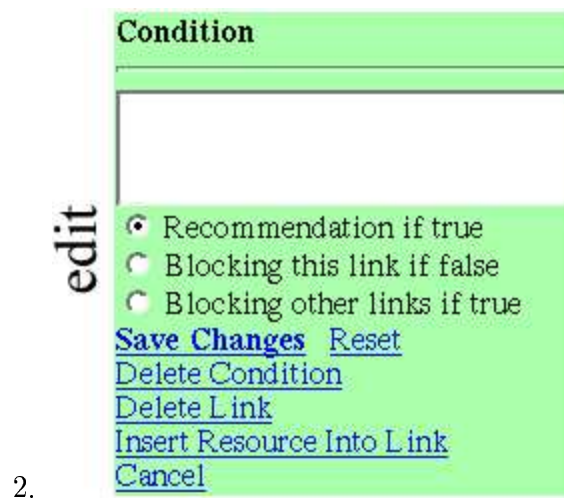 Condition
edit
Recommendation if true
Blocking this link if false
Blocking other links if true
Save Changes Reset
Delete Condition
Delete Link
Insert Resource Into Link
Cancel
2.